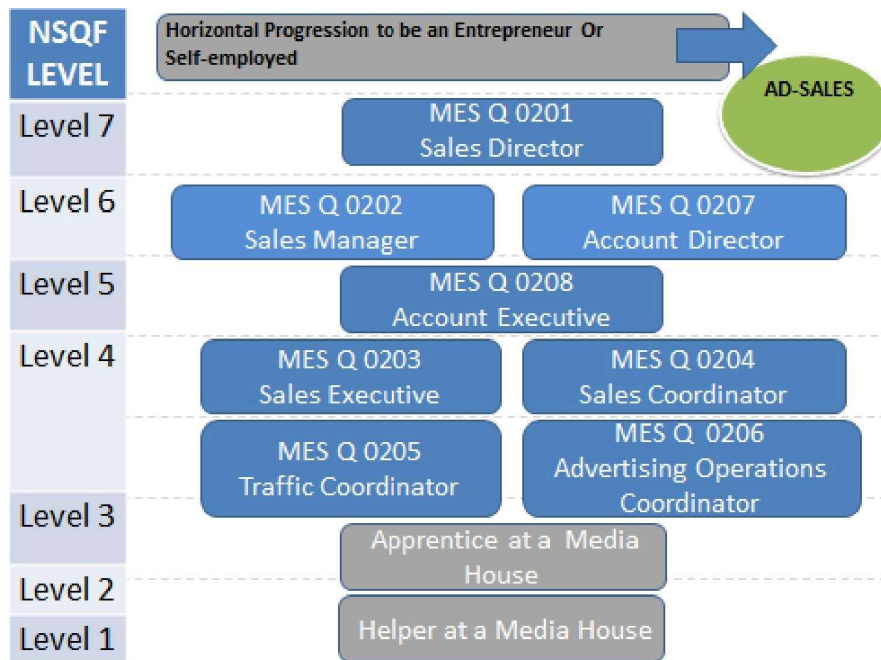 NSQF
LEVEL
Horizontal Progression to be an Entrepreneur Or
Self-employed
AD-SALES
Level 7
MES Q 0201
Sales Director
Level 6
MES Q 0202
Sales Manager
MES Q 0207
Account Director
Level 5
MES Q 0208
Account Executive
Level 4
MES Q 0203
Sales Executive
MES Q 0204
Sales Coordinator
MES Q 0205
Traffic Coordinator
MES Q 0206
Advertising Operations
Coordinator
Level 3
Apprentice at a Media
House
Level 2
Level 1
Helper at a Media House